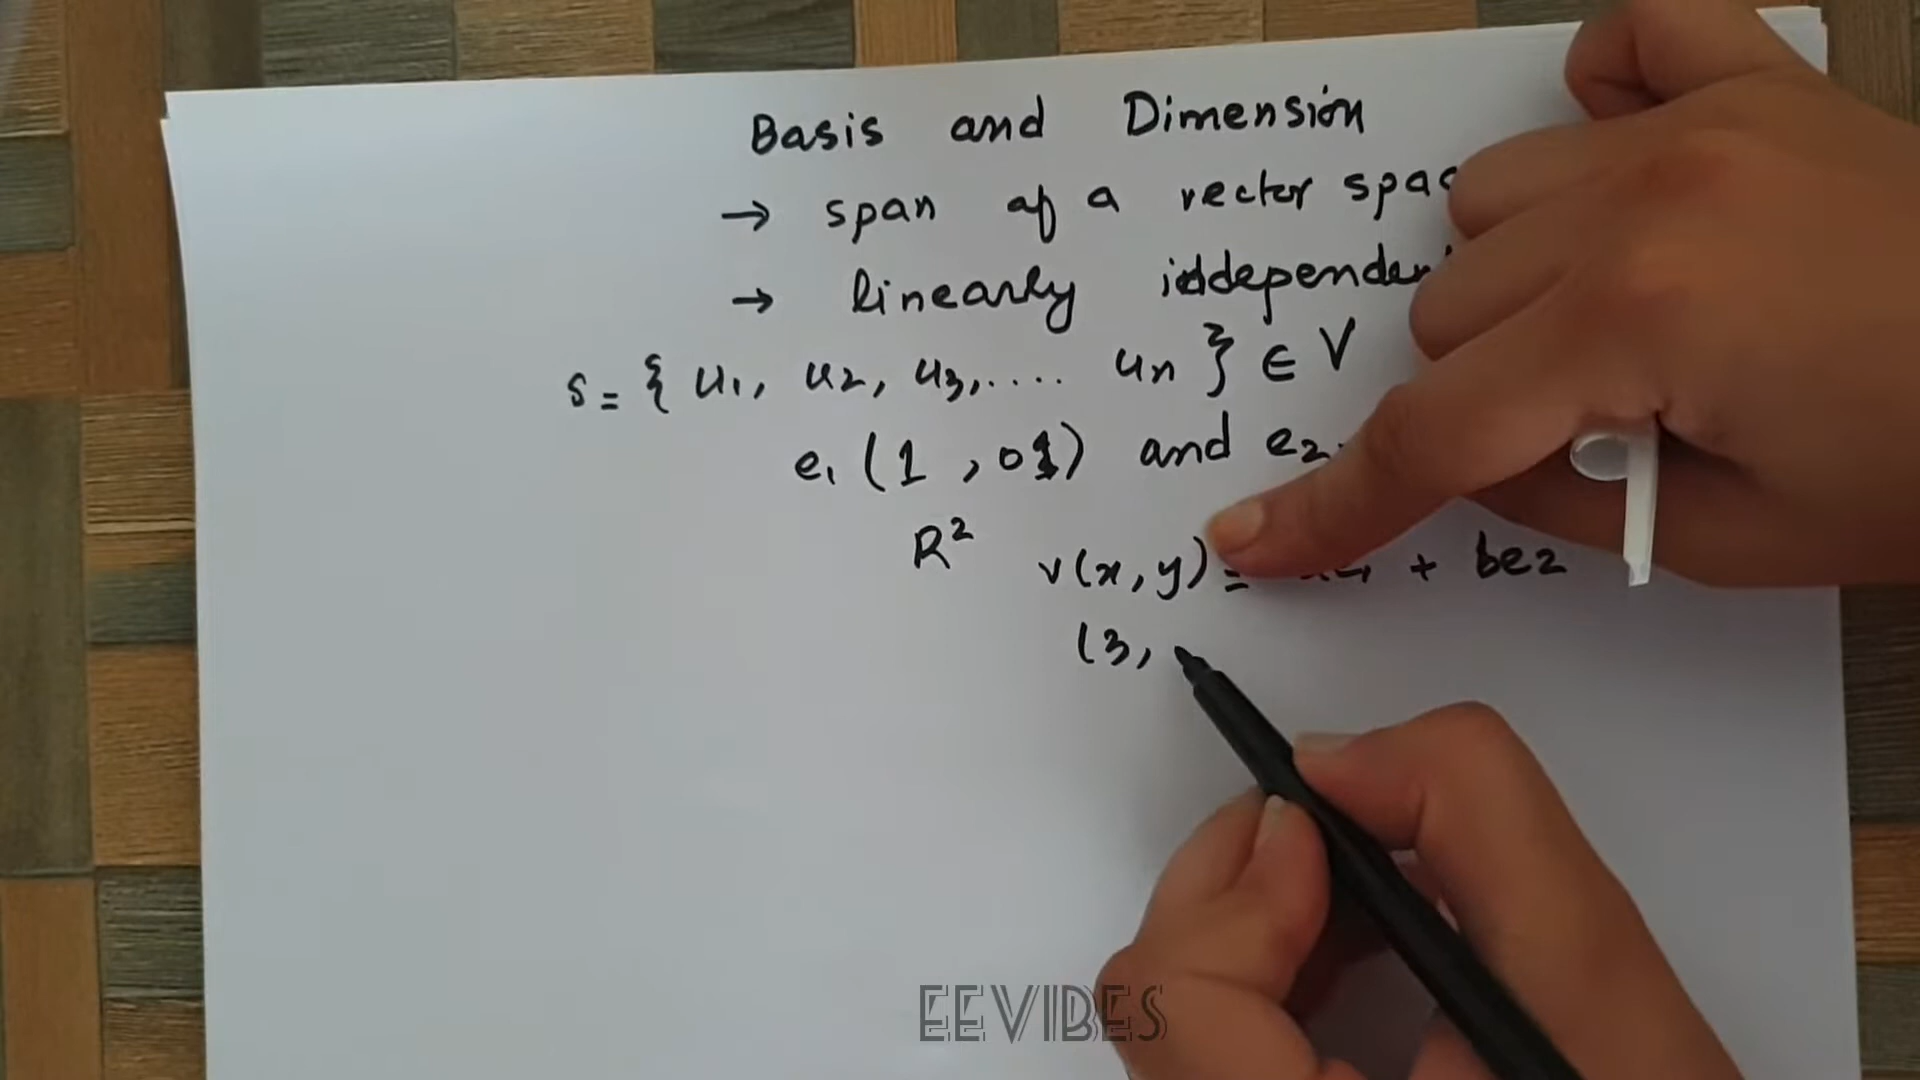 Basis and Dimension
→ span of a vector spac
→ linearly iddependen
S = { u1, u2, u3, .... un } ∈ V
e1 (1 , 0) and e2
R² v(x, y) = + be2
(3,
EEVIBES